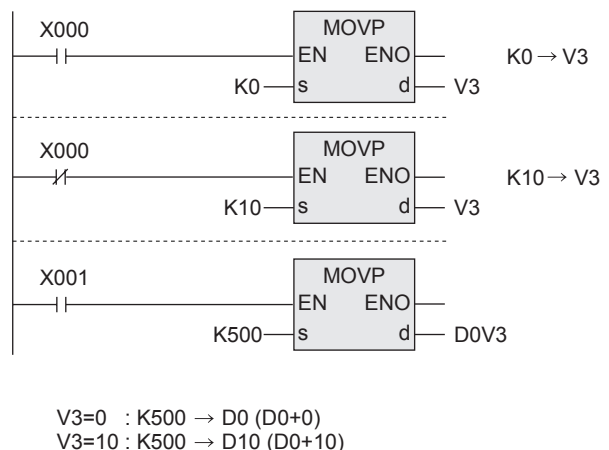 X000
MOVP
EN ENO
K0 → V3
K0 s d V3
X000
MOVP
EN ENO
K10 → V3
K10 s d V3
X001
MOVP
EN ENO
K500 s d D0V3
V3=0 : K500 → D0 (D0+0)
V3=10 : K500 → D10 (D0+10)